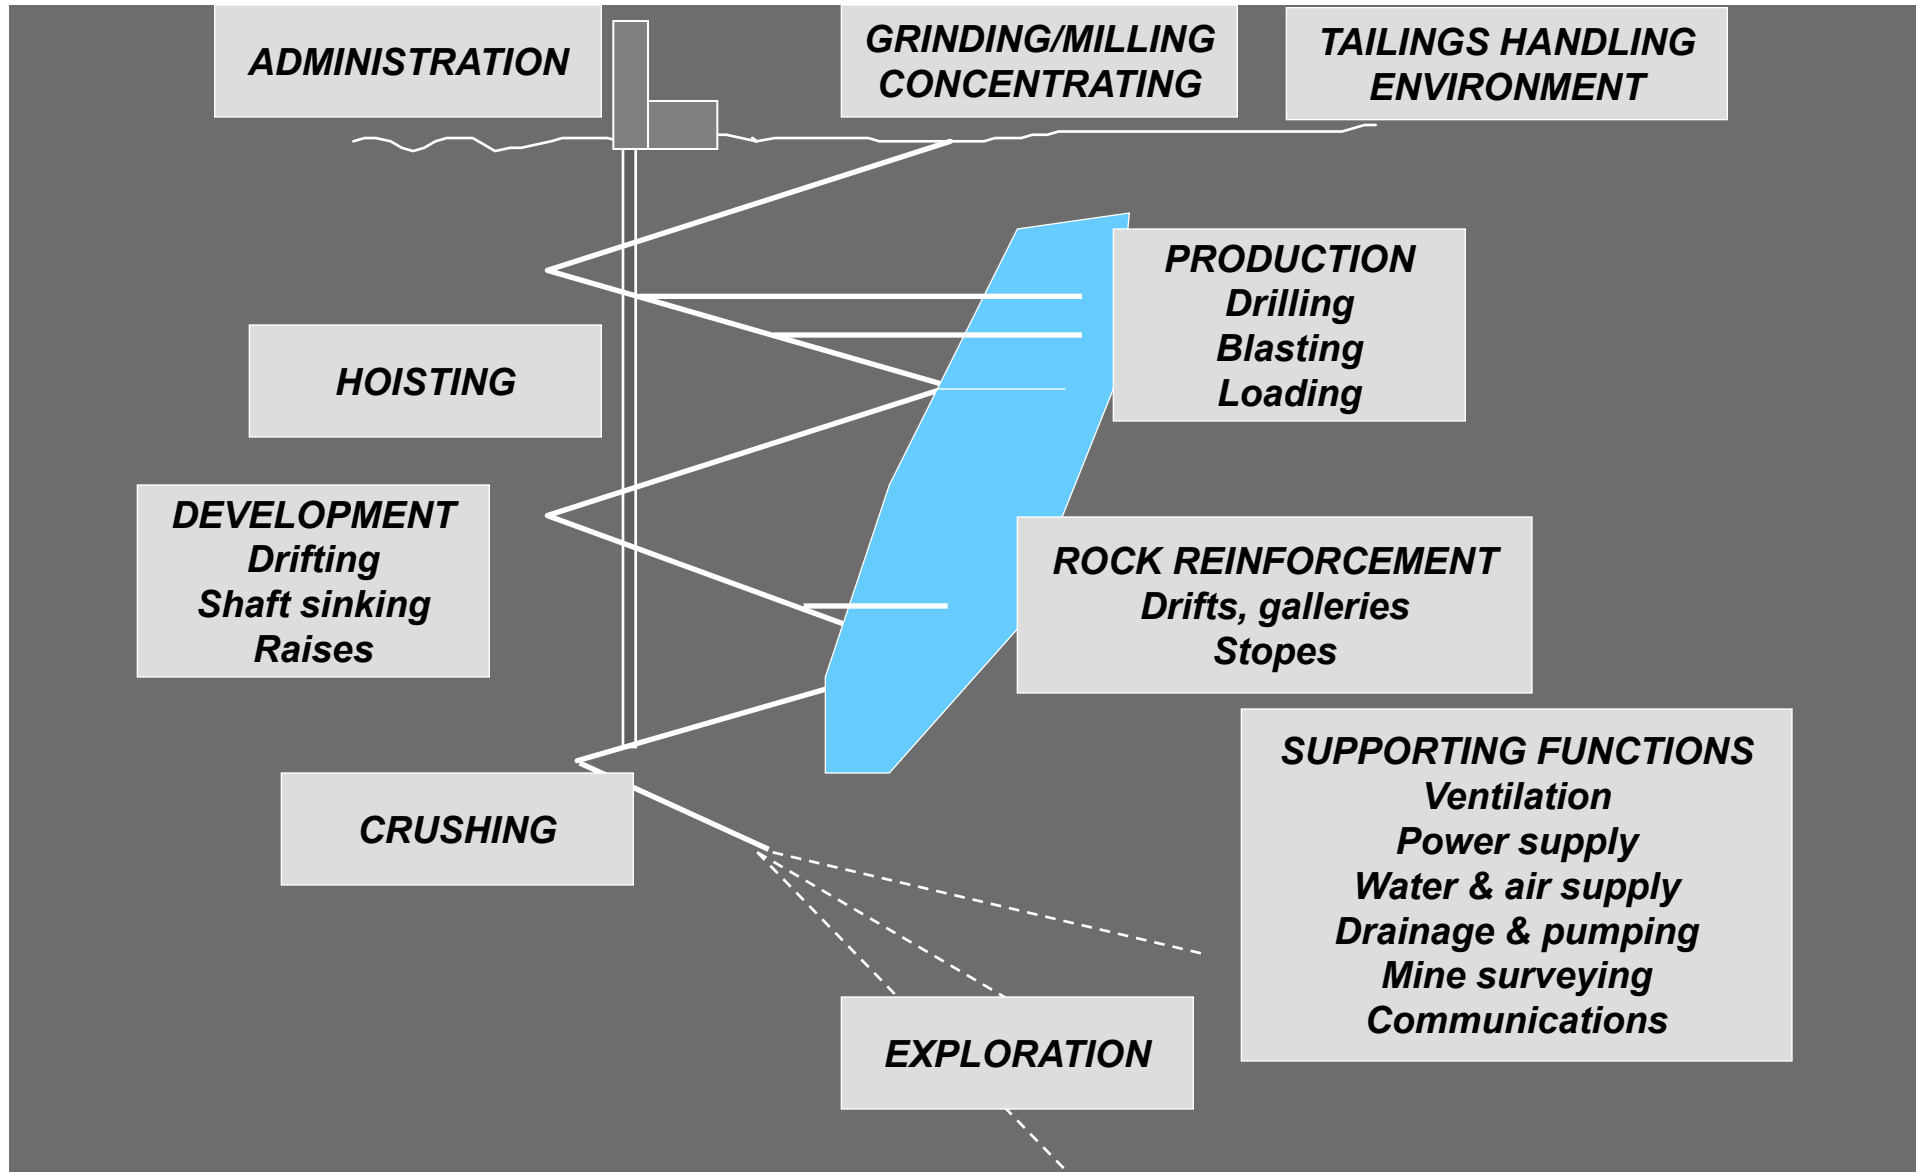 ADMINISTRATION
GRINDING/MILLING
CONCENTRATING
TAILINGS HANDLING
ENVIRONMENT
PRODUCTION
Drilling
Blasting
Loading
HOISTING
DEVELOPMENT
Drifting
Shaft sinking
Raises
ROCK REINFORCEMENT
Drifts, galleries
Stopes
SUPPORTING FUNCTIONS
Ventilation
Power supply
Water & air supply
Drainage & pumping
Mine surveying
Communications
CRUSHING
EXPLORATION